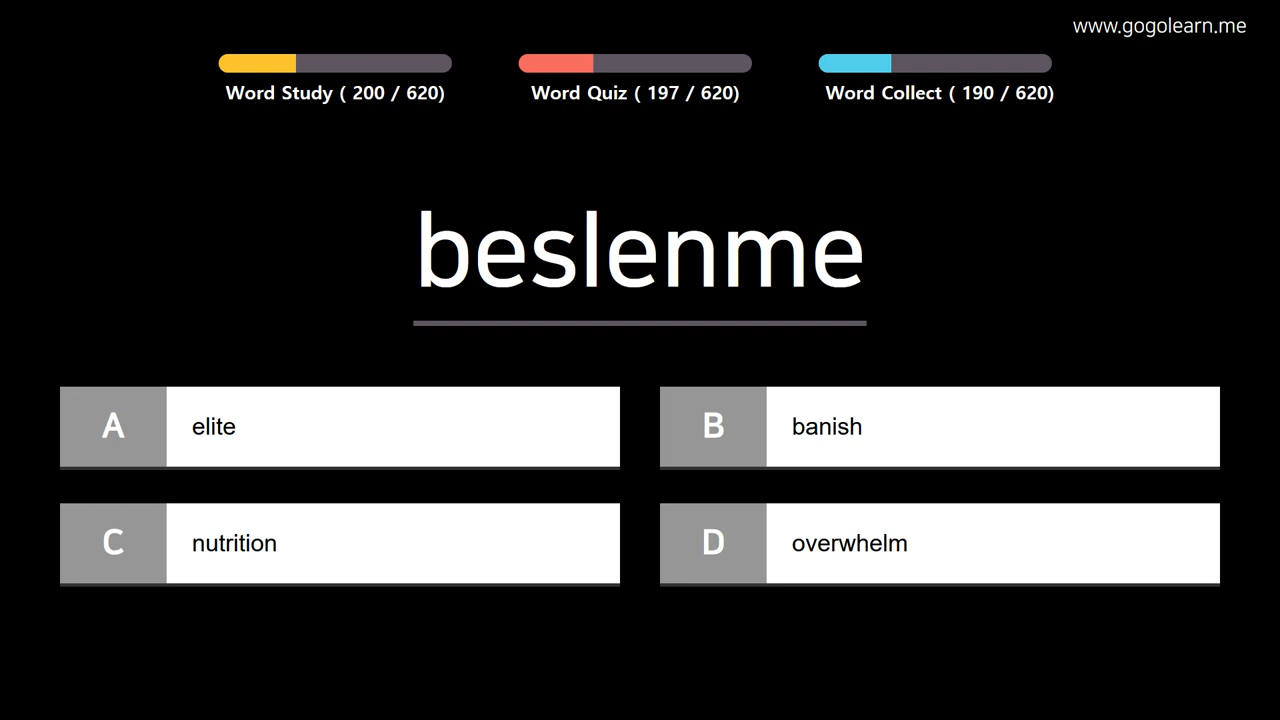 www.gogolearn.me
Word Study ( 200 / 620)
Word Quiz ( 197 / 620)
Word Collect ( 190 / 620)
beslenme
A elite
B banish
C nutrition
D overwhelm